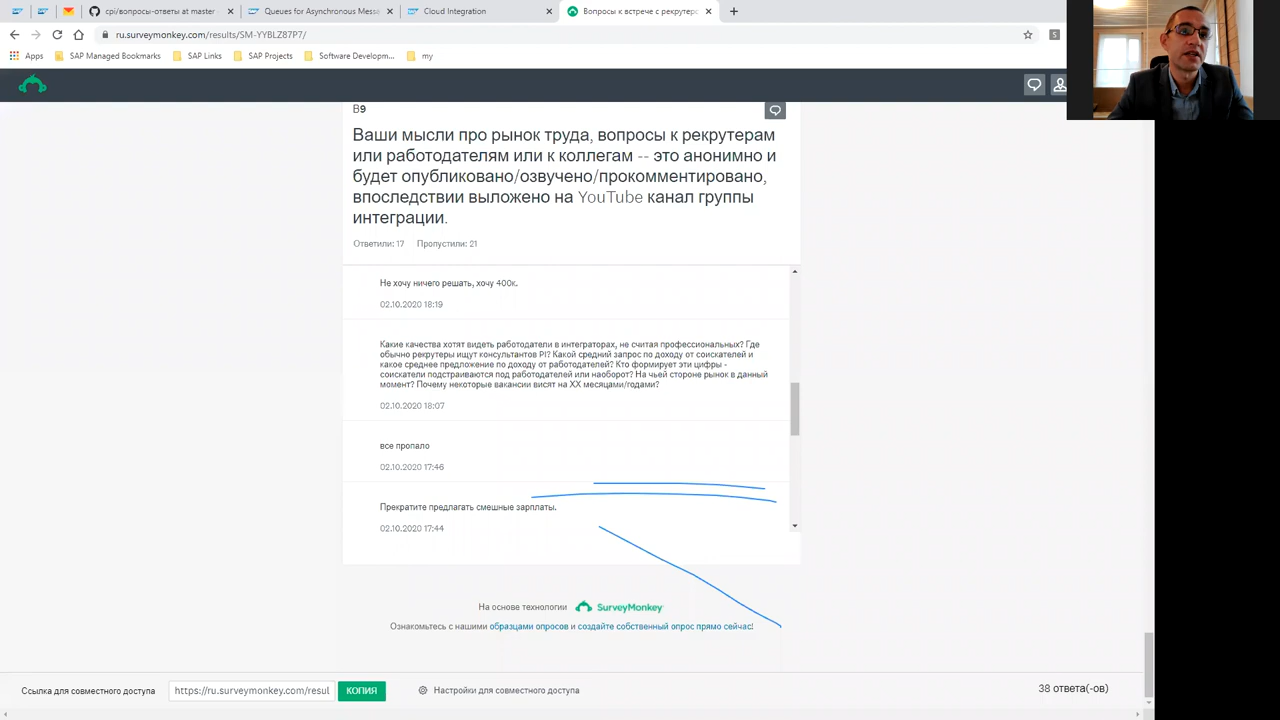 cpi/вопросы-ответы at master
Queues for Asynchronous Messa
Cloud Integration
Вопросы к встрече с рекрутеро
ru.surveymonkey.com/results/SM-YYBLZ87P7/
S
Apps
SAP Managed Bookmarks
SAP Links
SAP Projects
Software Developm...
my
В9
Ваши мысли про рынок труда, вопросы к рекрутерам
или работодателям или к коллегам -- это анонимно и
будет опубликовано/озвучено/прокомментировано,
впоследствии выложено на YouTube канал группы
интеграции.
Ответили: 17 Пропустили: 21
Не хочу ничего решать, хочу 400к.
02.10.2020 18:19
Какие качества хотят видеть работодатели в интеграторах, не считая профессиональных? Где
обычно рекрутеры ищут консультантов PI? Какой средний запрос по доходу от соискателей и
какое среднее предложение по доходу от работодателей? Кто формирует эти цифры -
соискатели подстраиваются под работодателей или наоборот? На чьей стороне рынок в данный
момент? Почему некоторые вакансии висят на ХХ месяцами/годами?
02.10.2020 18:07
все пропало
02.10.2020 17:46
Прекратите предлагать смешные зарплаты.
02.10.2020 17:44
На основе технологии SurveyMonkey
Ознакомьтесь с нашими образцами опросов и создайте собственный опрос прямо сейчас!
Ссылка для совместного доступа
https://ru.surveymonkey.com/resul
КОПИЯ
Настройки для совместного доступа
38 ответа(-ов)